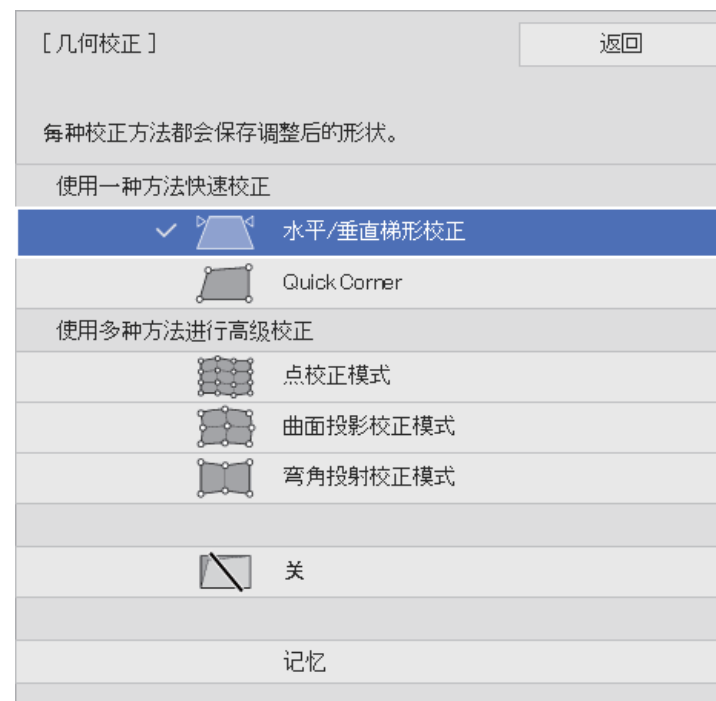 [几何校正]
返回
每种校正方法都会保存调整后的形状。
使用一种方法快速校正
水平/垂直梯形校正
Quick Corner
使用多种方法进行高级校正
点校正模式
曲面投影校正模式
弯角投射校正模式
关
记忆